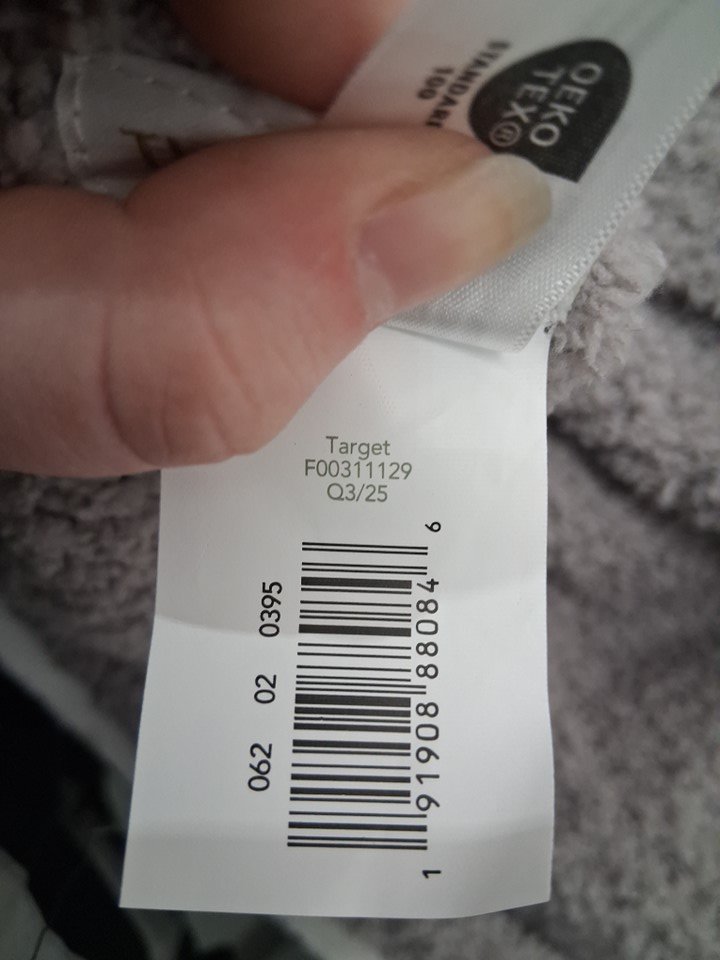 OEKO
TEX®
STANDARD
100
Target
F00311129
Q3/25
062 02 0395
1 91908 88084 6